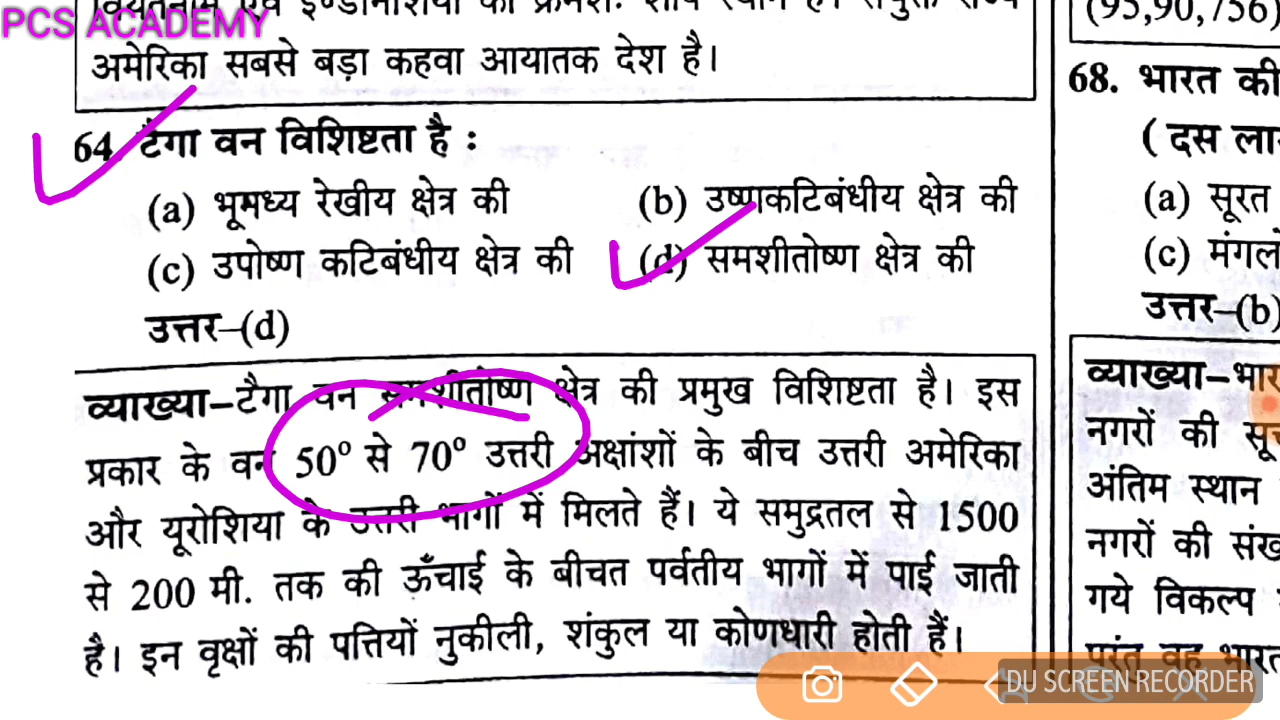 PCS ACADEMY
अमेरिका सबसे बड़ा कहवा आयातक देश है।
64. टैगा वन विशिष्टता है :
(a) भूमध्य रेखीय क्षेत्र की (b) उष्णकटिबंधीय क्षेत्र की
(c) उपोष्ण कटिबंधीय क्षेत्र की (d) समशीतोष्ण क्षेत्र की
उत्तर–(d)
व्याख्या–टैगा वन समशीतोष्ण क्षेत्र की प्रमुख विशिष्टता है। इस
प्रकार के वन 50° से 70° उत्तरी अक्षांशों के बीच उत्तरी अमेरिका
और यूरोशिया के उत्तरी भागों में मिलते हैं। ये समुद्रतल से 1500
से 200 मी. तक की ऊँचाई के बीचत पर्वतीय भागों में पाई जाती
है। इन वृक्षों की पत्तियों नुकीली, शंकुल या कोणधारी होती हैं।
(95,90,756)
68. भारत की
( दस
(a) सूरत
(c)
उत्तर–(b)
व्याख्या–
नगरों की
अंतिम स्थान
नगरों की
गये विकल्प
परंतु वह
DU SCREEN RECORDER